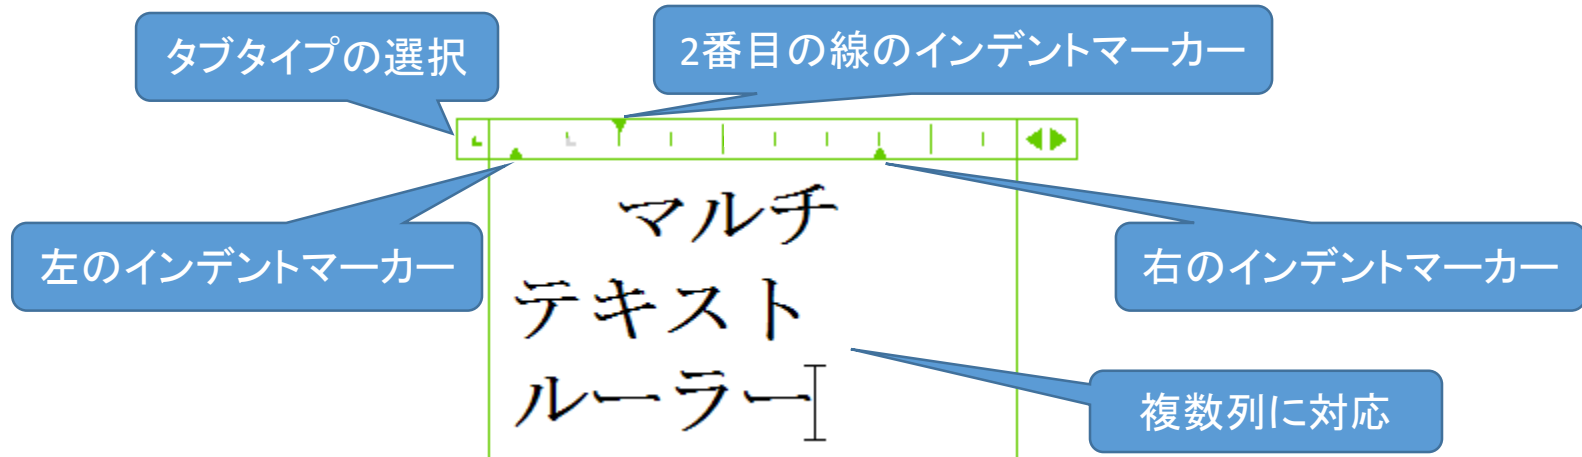 タブタイプの選択
2番目の線のインデントマーカー
マルチ
左のインデントマーカー
右のインデントマーカー
テキスト
ルーラー
複数列に対応